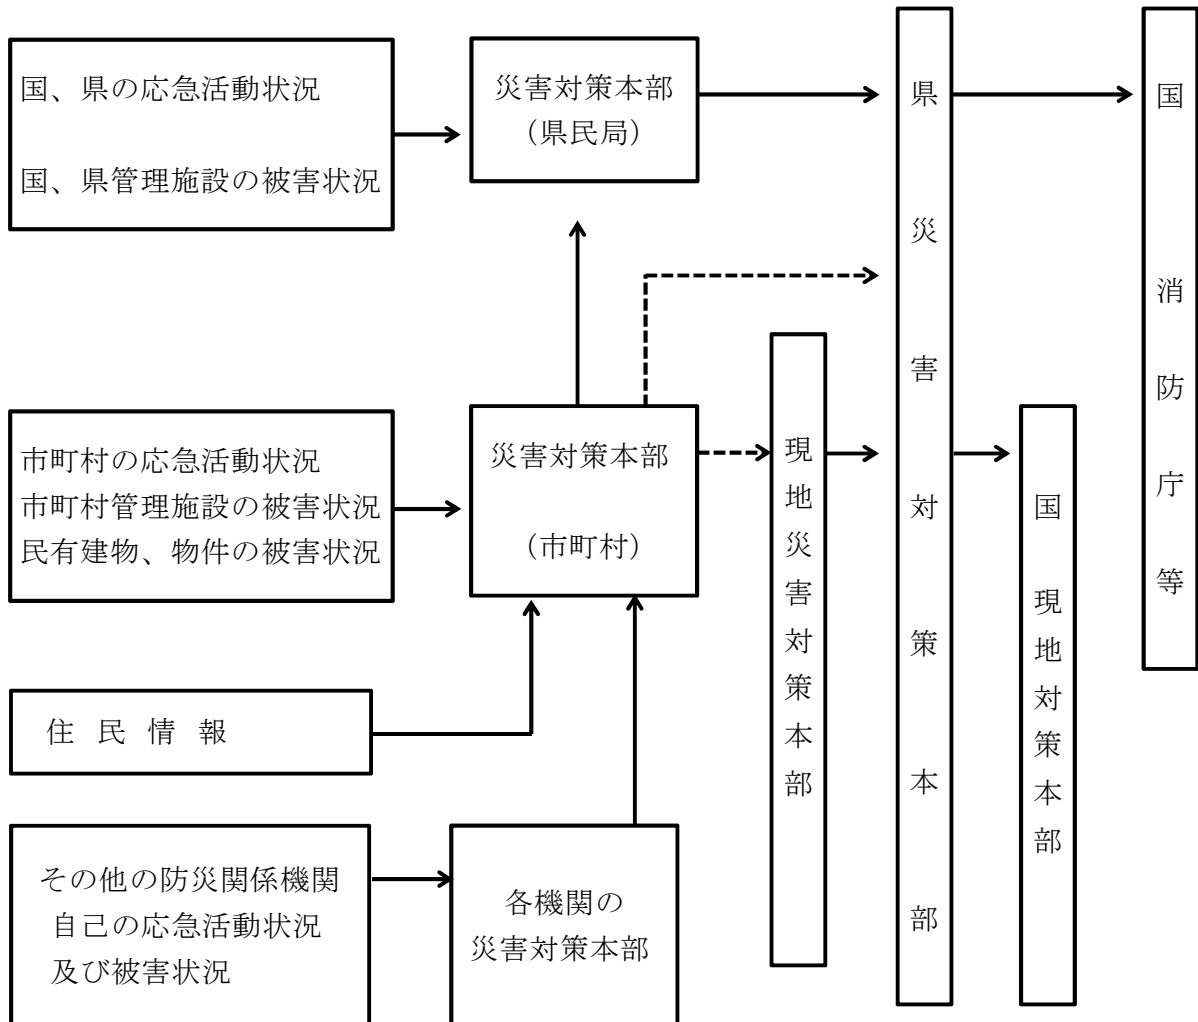 国、県の応急活動状況
国、県管理施設の被害状況
災害対策本部
（県民局）
県災害対策本部
国消防庁等
市町村の応急活動状況
市町村管理施設の被害状況
民有建物、物件の被害状況
災害対策本部
（市町村）
現地災害対策本部
国現地対策本部
住民情報
その他の防災関係機関
自己の応急活動状況
及び被害状況
各機関の
災害対策本部